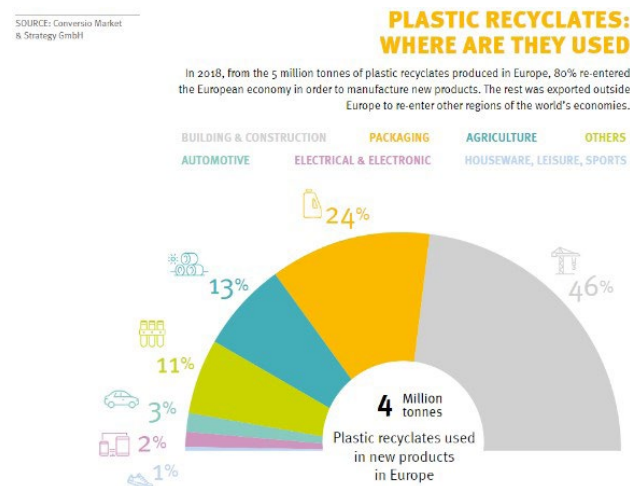 SOURCE: Conversio Market
& Strategy GmbH
PLASTIC RECYCLATES:
WHERE ARE THEY USED
In 2018, from the 5 million tonnes of plastic recyclates produced in Europe, 80% re-entered
the European economy in order to manufacture new products. The rest was exported outside
Europe to re-enter other regions of the world's economies.
BUILDING & CONSTRUCTION PACKAGING AGRICULTURE OTHERS
AUTOMOTIVE ELECTRICAL & ELECTRONIC HOUSEWARE, LEISURE, SPORTS
24%
46%
13%
11%
3%
2%
1%
4 Million
tonnes
Plastic recyclates used
in new products
in Europe